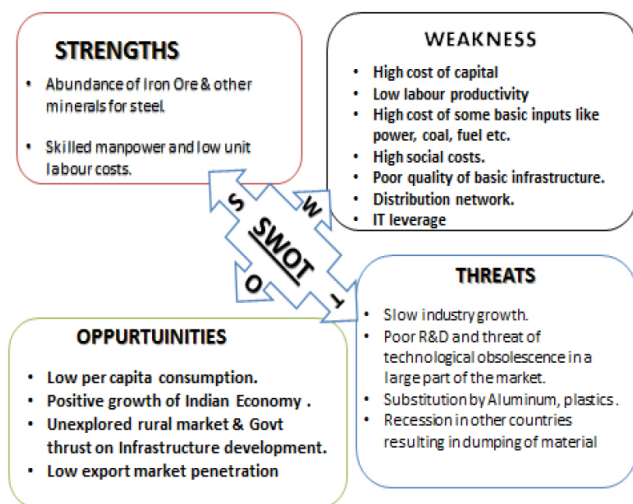 STRENGTHS
• Abundance of Iron Ore & other
minerals for steel.
• Skilled manpower and low unit
labour costs.
WEAKNESS
• High cost of capital
• Low labour productivity
• High cost of some basic inputs like
power, coal, fuel etc.
• High social costs.
• Poor quality of basic infrastructure.
• Distribution network.
• IT leverage
S
W
SWOT
O
T
OPPURTUINITIES
• Low per capita consumption.
• Positive growth of Indian Economy .
• Unexplored rural market & Govt
thrust on Infrastructure development.
• Low export market penetration
THREATS
• Slow industry growth.
• Poor R&D and threat of
technological obsolescence in a
large part of the market.
• Substitution by Aluminum, plastics .
• Recession in other countries
resulting in dumping of material